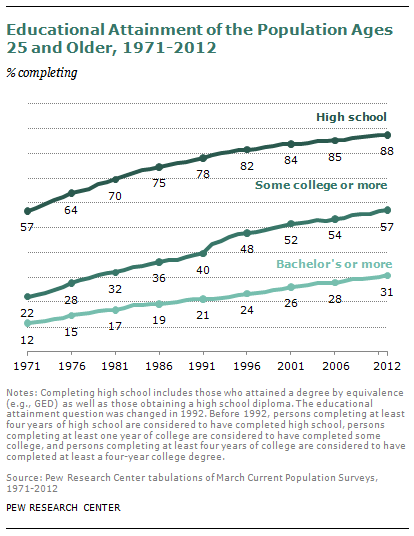 Educational Attainment of the Population Ages
25 and Older, 1971-2012
% completing
High school
57 64 70 75 78 82 84 85 88
Some college or more
22 28 32 36 40 48 52 54 57
Bachelor's or more
12 15 17 19 21 24 26 28 31
1971 1976 1981 1986 1991 1996 2001 2006 2012
Notes: Completing high school includes those who attained a degree by equivalence
(e.g., GED) as well as those obtaining a high school diploma. The educational
attainment question was changed in 1992. Before 1992, persons completing at least
four years of high school are considered to have completed high school, persons
completing at least one year of college are considered to have completed some
college, and persons completing at least four years of college are considered to have
completed at least a four-year college degree.
Source: Pew Research Center tabulations of March Current Population Surveys,
1971-2012
PEW RESEARCH CENTER